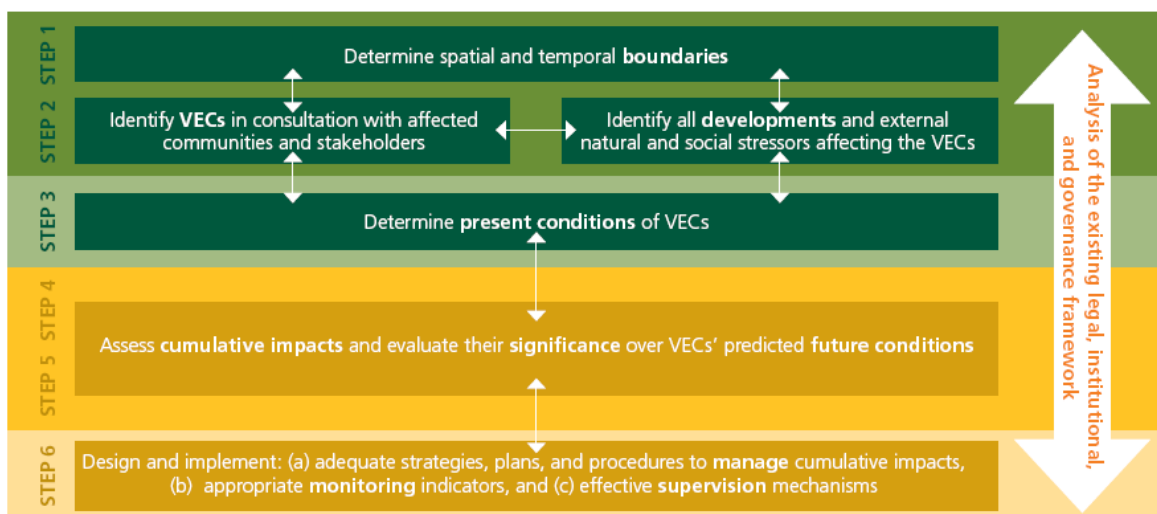 STEP 1
Determine spatial and temporal boundaries
STEP 2
Identify VECs in consultation with affected
communities and stakeholders
Identify all developments and external
natural and social stressors affecting the VECs
STEP 3
Determine present conditions of VECs
STEP 4
STEP 5
Assess cumulative impacts and evaluate their significance over VECs’ predicted future conditions
STEP 6
Design and implement: (a) adequate strategies, plans, and procedures to manage cumulative impacts,
(b) appropriate monitoring indicators, and (c) effective supervision mechanisms
Analysis of the existing legal, institutional,
and governance framework